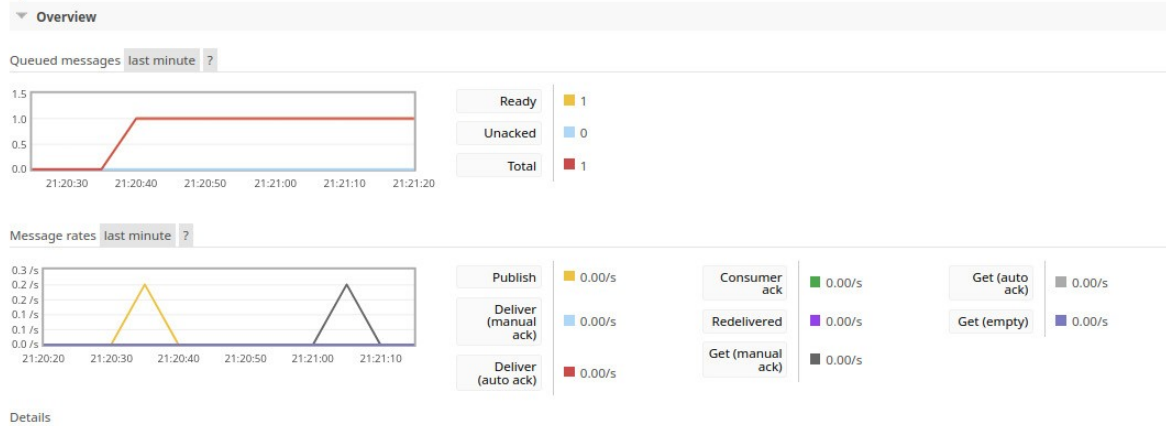 Overview
Queued messages last minute ?
1.5
1.0
0.5
0.0
21:20:30 21:20:40 21:20:50 21:21:00 21:21:10 21:21:20
Ready 1
Unacked 0
Total 1
Message rates last minute ?
0.3 /s
0.2 /s
0.2 /s
0.1 /s
0.1 /s
0.0 /s
21:20:20 21:20:30 21:20:40 21:20:50 21:21:00 21:21:10
Publish 0.00/s
Deliver
(manual 0.00/s
ack)
Deliver 0.00/s
(auto ack)
Consumer 0.00/s
ack
Redelivered 0.00/s
Get (manual 0.00/s
ack)
Get (auto 0.00/s
ack)
Get (empty) 0.00/s
Details